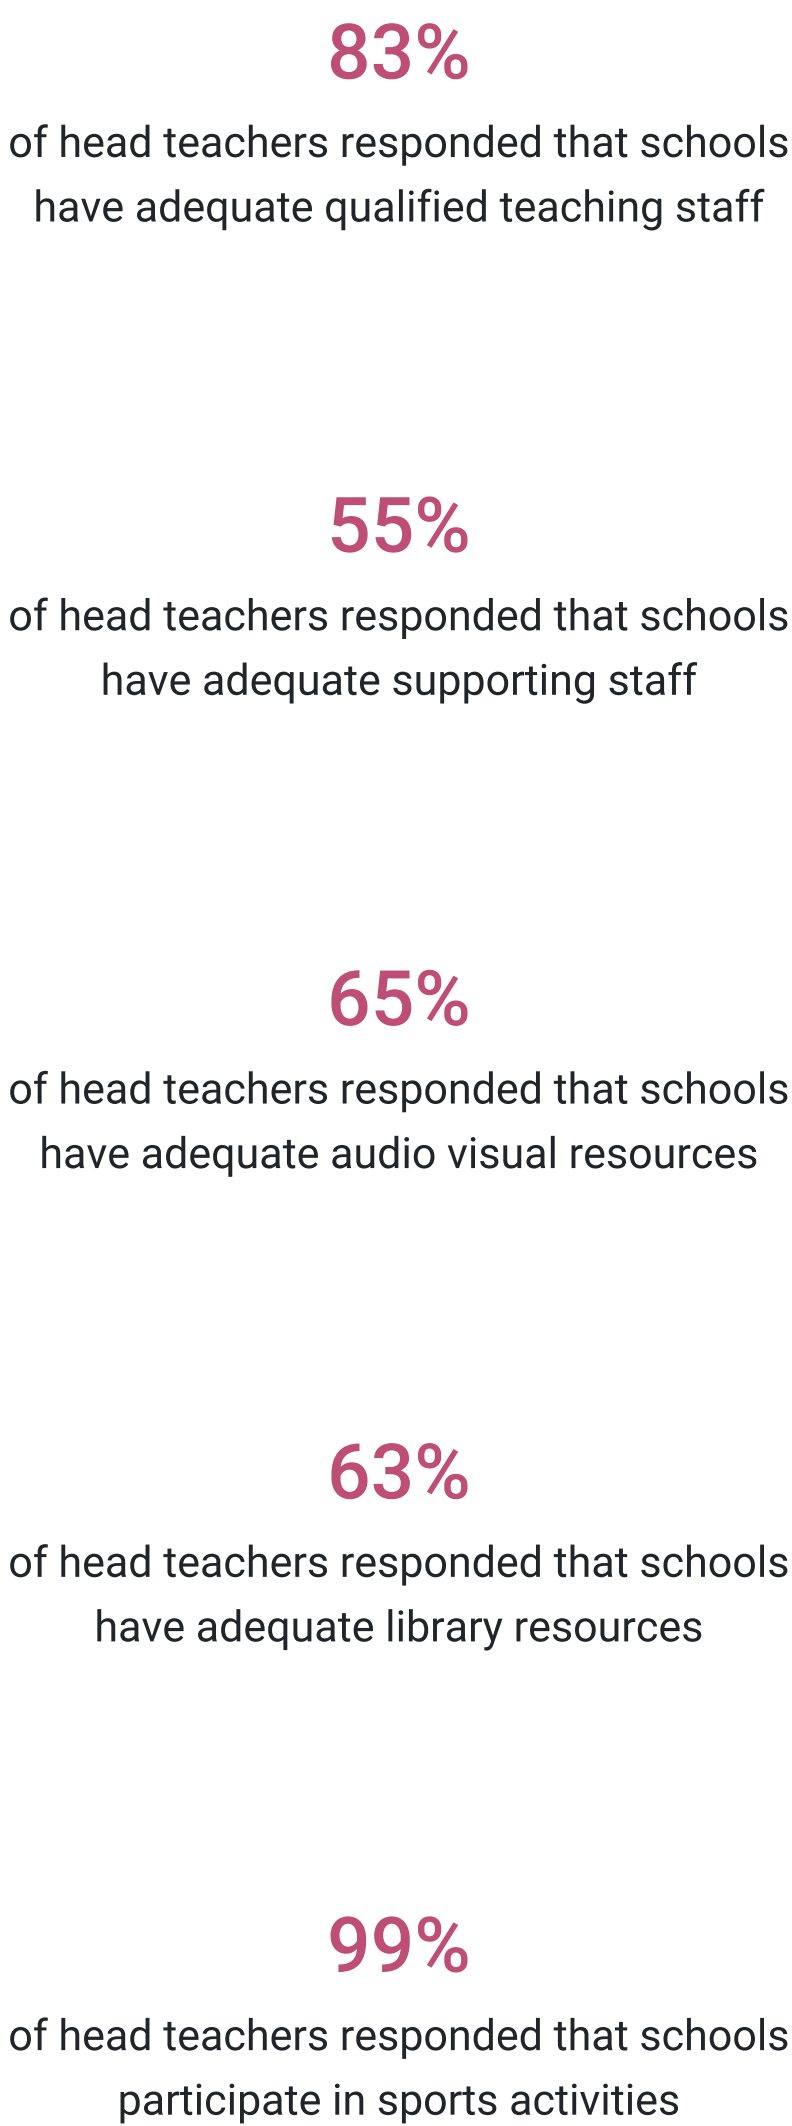 83%
of head teachers responded that schools
have adequate qualified teaching staff
55%
of head teachers responded that schools
have adequate supporting staff
65%
of head teachers responded that schools
have adequate audio visual resources
63%
of head teachers responded that schools
have adequate library resources
99%
of head teachers responded that schools
participate in sports activities